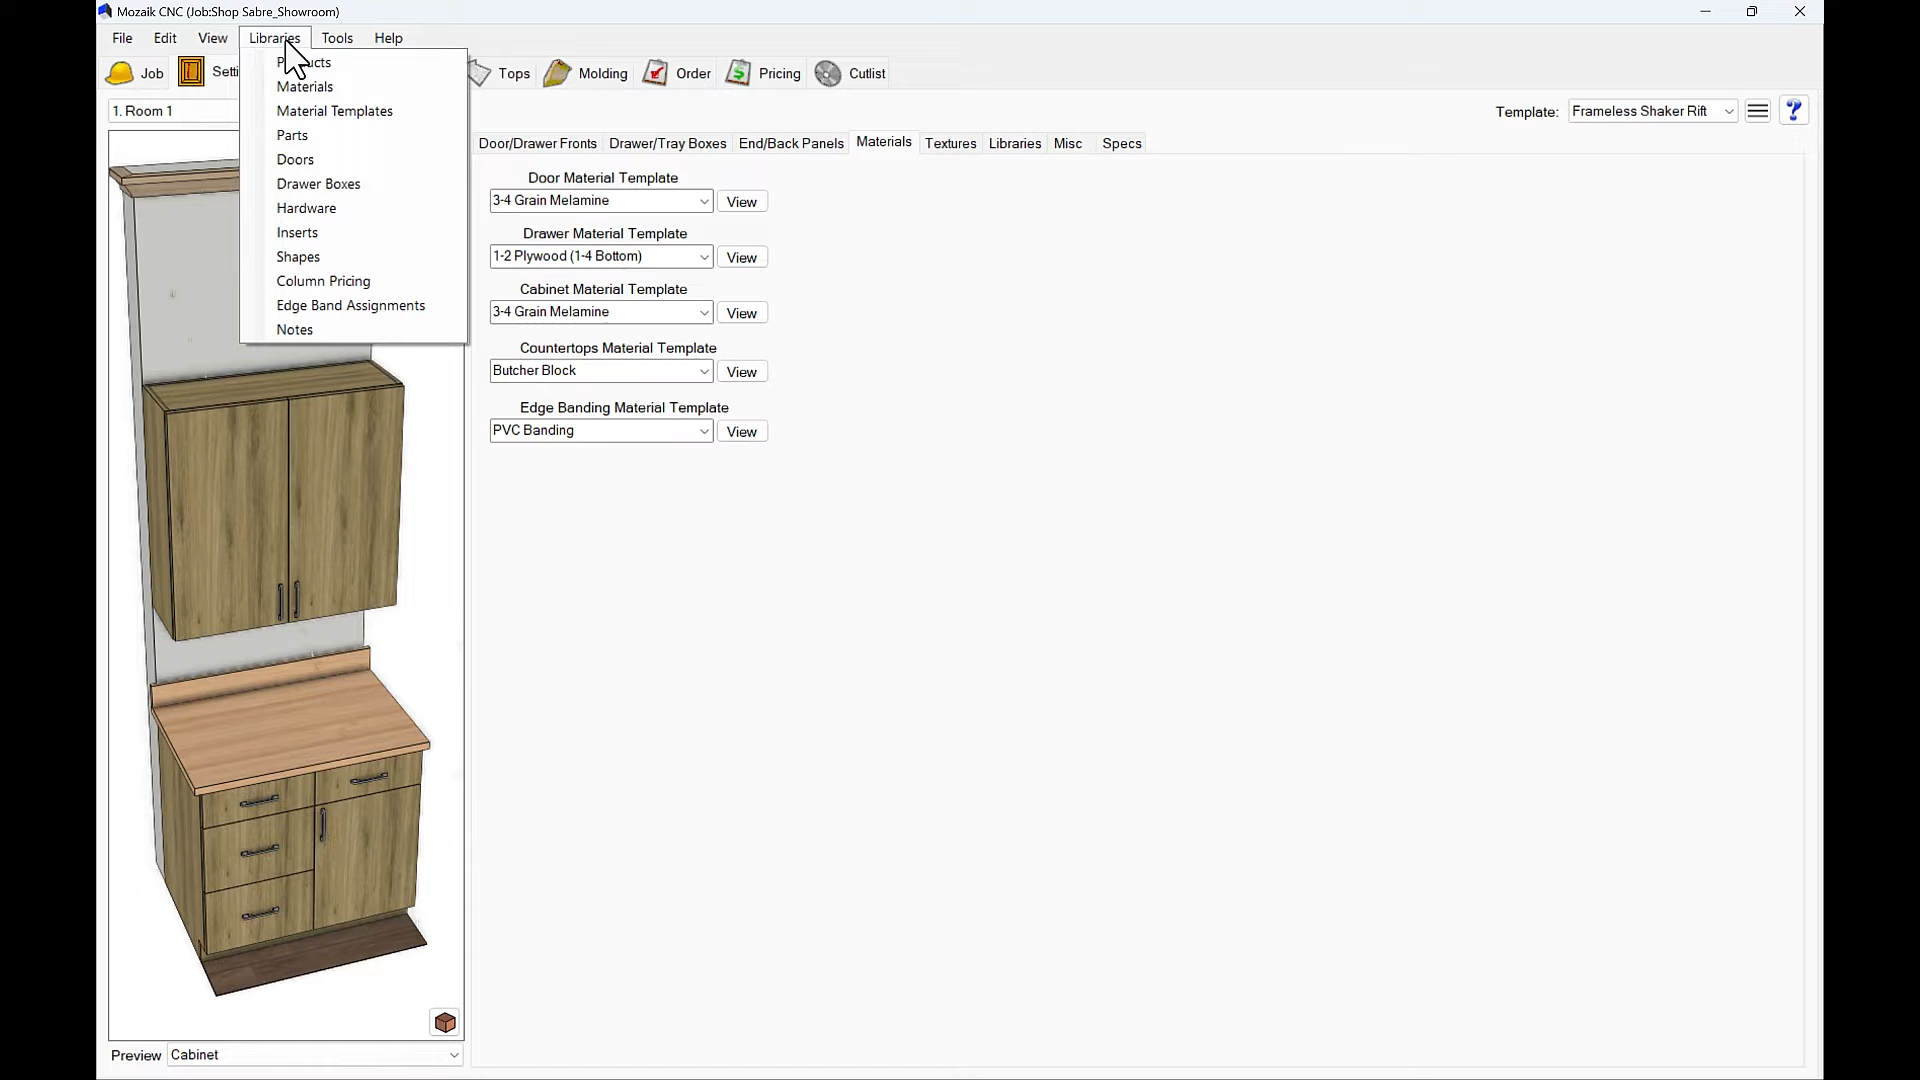 Mozaik CNC (Job:Shop Sabre_Showroom)
File Edit View Libraries Tools Help
Job Tops Molding Order Pricing Cutlist
Materials
Material Templates
Parts
Doors
Drawer Boxes
Hardware
Inserts
Shapes
Column Pricing
Edge Band Assignments
Notes
1. Room 1
Template: Frameless Shaker Rift
Door/Drawer Fronts Drawer/Tray Boxes End/Back Panels Materials Textures Libraries Misc Specs
Door Material Template
3-4 Grain Melamine View
Drawer Material Template
1-2 Plywood (1-4 Bottom) View
Cabinet Material Template
3-4 Grain Melamine View
Countertops Material Template
Butcher Block View
Edge Banding Material Template
PVC Banding View
Preview Cabinet